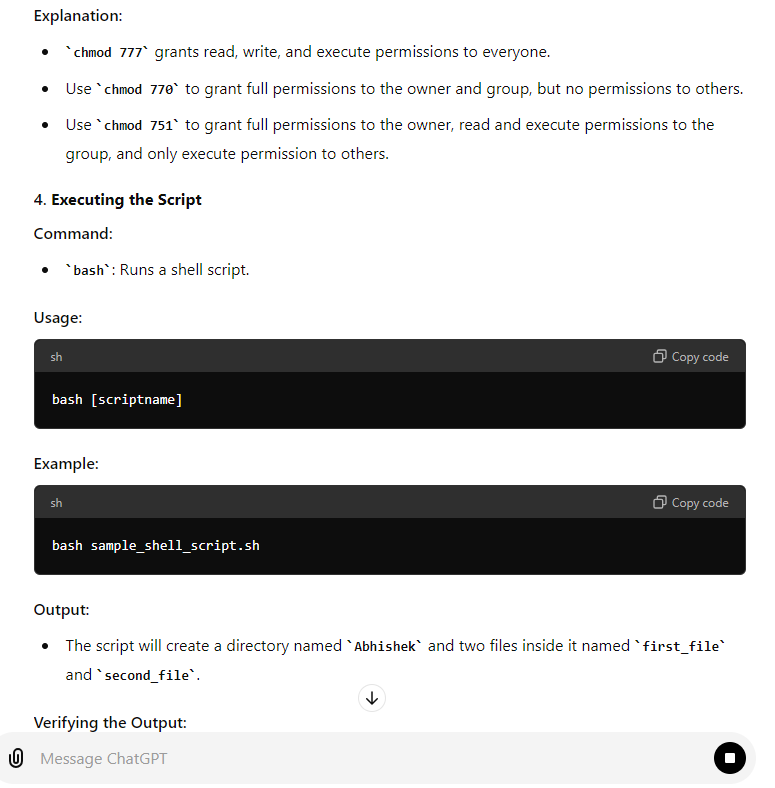 Explanation:
• `chmod 777` grants read, write, and execute permissions to everyone.
• Use `chmod 770` to grant full permissions to the owner and group, but no permissions to others.
• Use `chmod 751` to grant full permissions to the owner, read and execute permissions to the
group, and only execute permission to others.
4. Executing the Script
Command:
• `bash`: Runs a shell script.
Usage:
sh Copy code
bash [scriptname]
Example:
sh Copy code
bash sample_shell_script.sh
Output:
• The script will create a directory named `Abhishek` and two files inside it named `first_file`
and `second_file`.
Verifying the Output:
Message ChatGPT